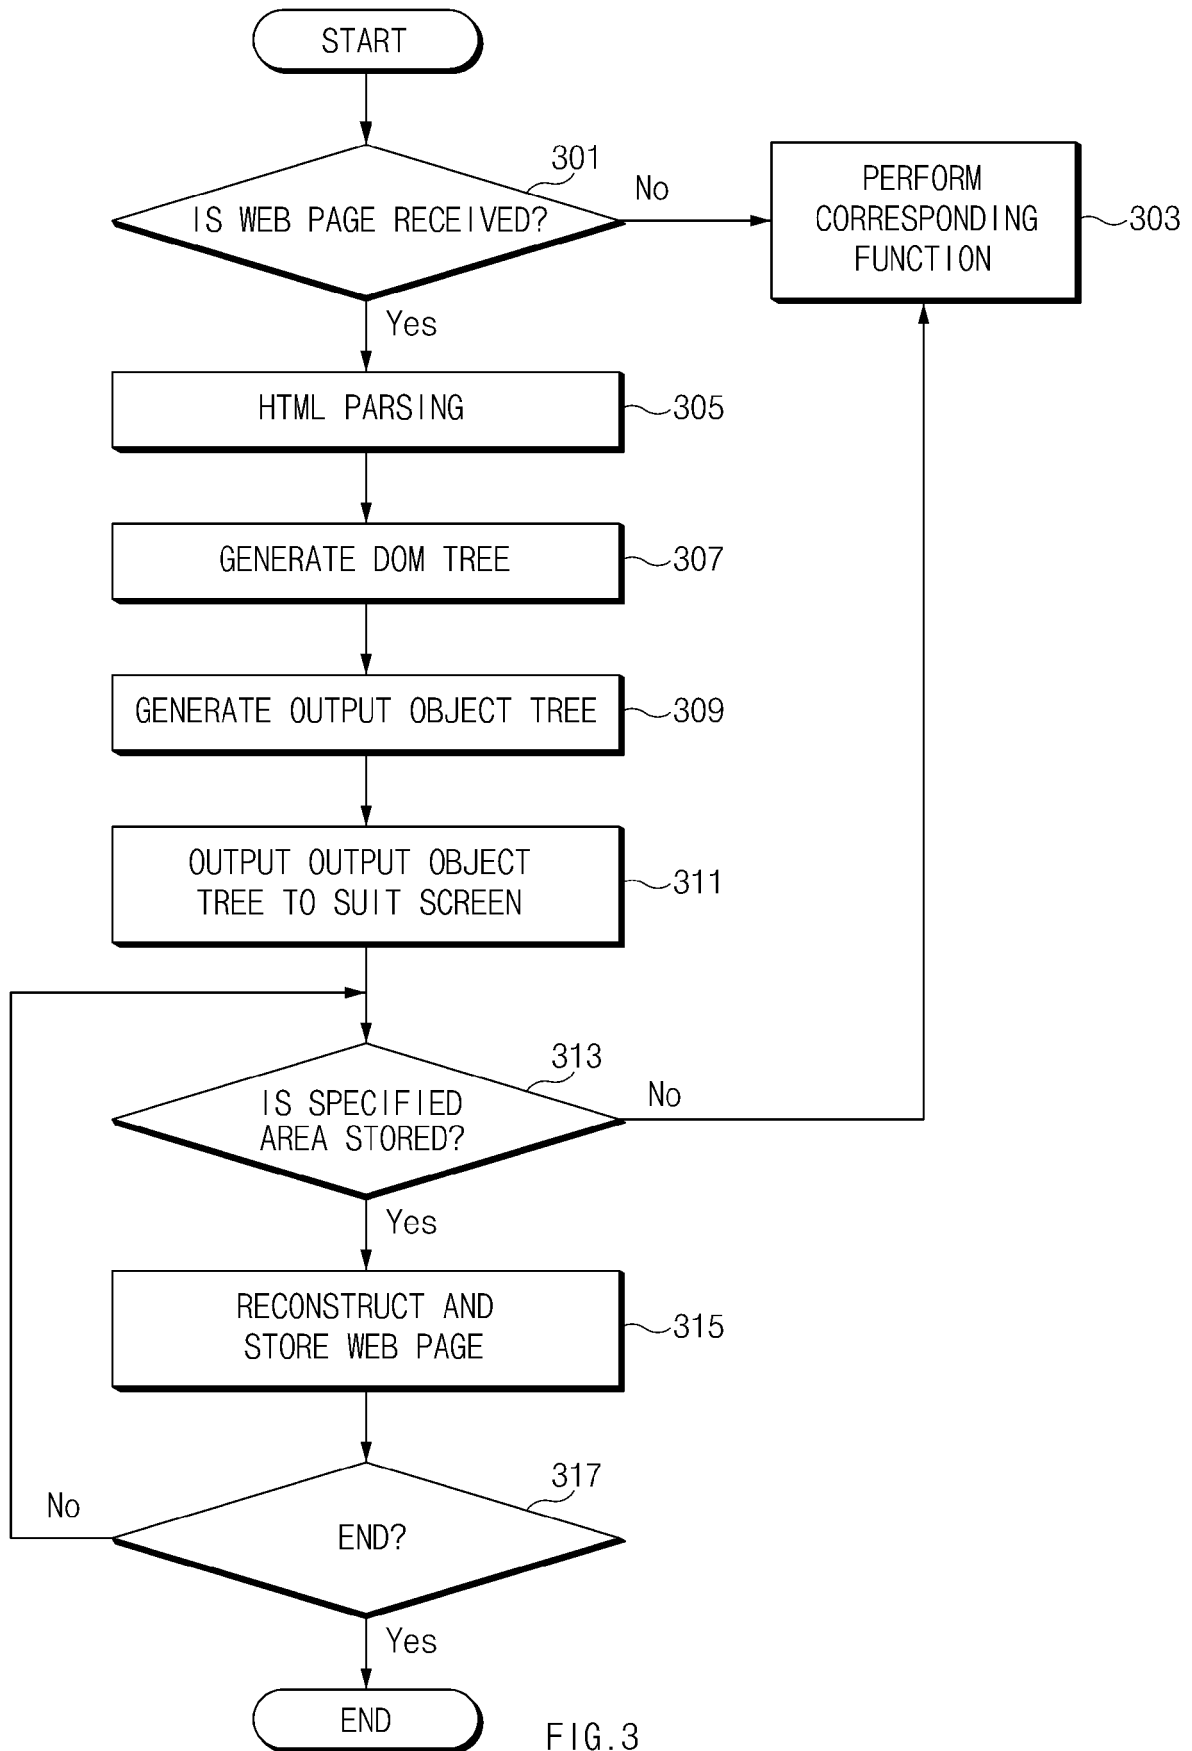 START
301
IS WEB PAGE RECEIVED?
No
PERFORM
CORRESPONDING
FUNCTION
303
Yes
HTML PARSING
305
GENERATE DOM TREE
307
GENERATE OUTPUT OBJECT TREE
309
OUTPUT OUTPUT OBJECT
TREE TO SUIT SCREEN
311
313
IS SPECIFIED
AREA STORED?
No
Yes
RECONSTRUCT AND
STORE WEB PAGE
315
317
No
END?
Yes
END
FIG.3